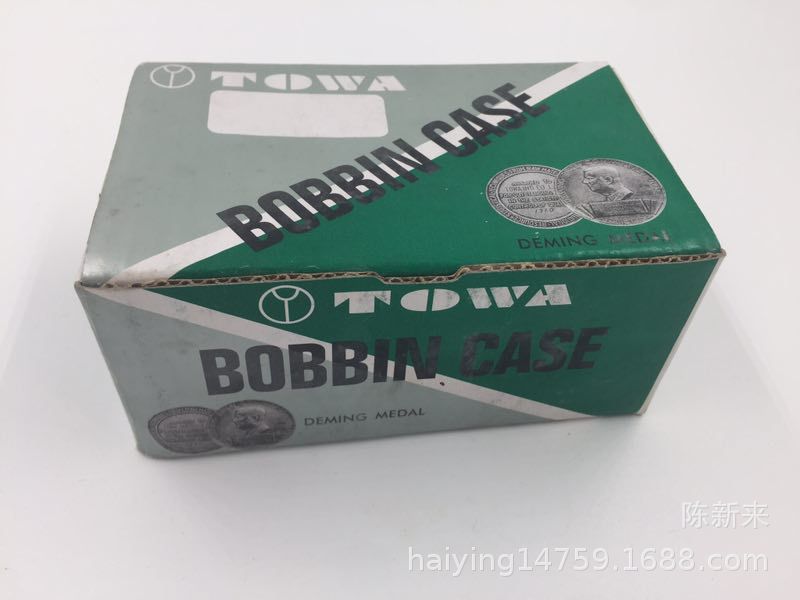 TOWA
BOBBIN CASE
DEMING MEDAL
TOWA
BOBBIN CASE
DEMING MEDAL
陈新来
haiying14759.1688.com